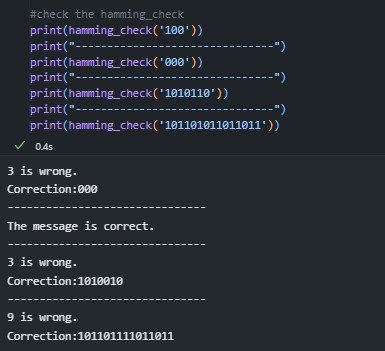 #check the hamming_check
print(hamming_check('100'))
print("------------------------------")
print(hamming_check('000'))
print("------------------------------")
print(hamming_check('1010110'))
print("------------------------------")
print(hamming_check('101101011011011'))
0.4s
3 is wrong.
Correction:000
------------------------------
The message is correct.
------------------------------
3 is wrong.
Correction:1010010
------------------------------
9 is wrong.
Correction:101101111011011